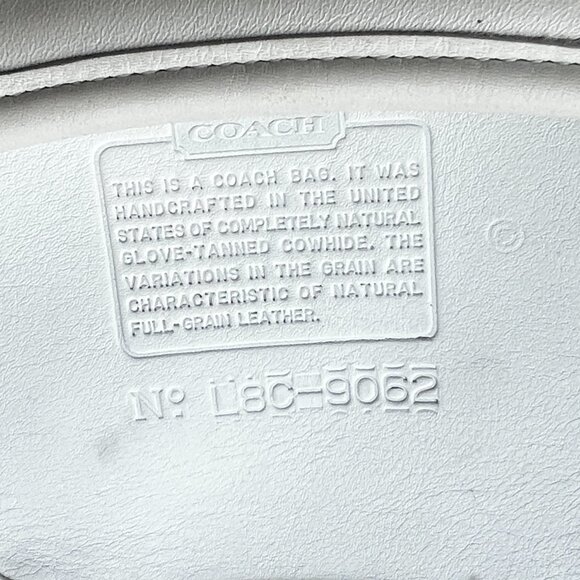 COACH
THIS IS A COACH BAG. IT WAS
HANDCRAFTED IN THE UNITED
STATES OF COMPLETELY NATURAL
GLOVE-TANNED COWHIDE. THE
VARIATIONS IN THE GRAIN ARE
CHARACTERISTIC OF NATURAL
FULL-GRAIN LEATHER.
©
Nº L8C-9062